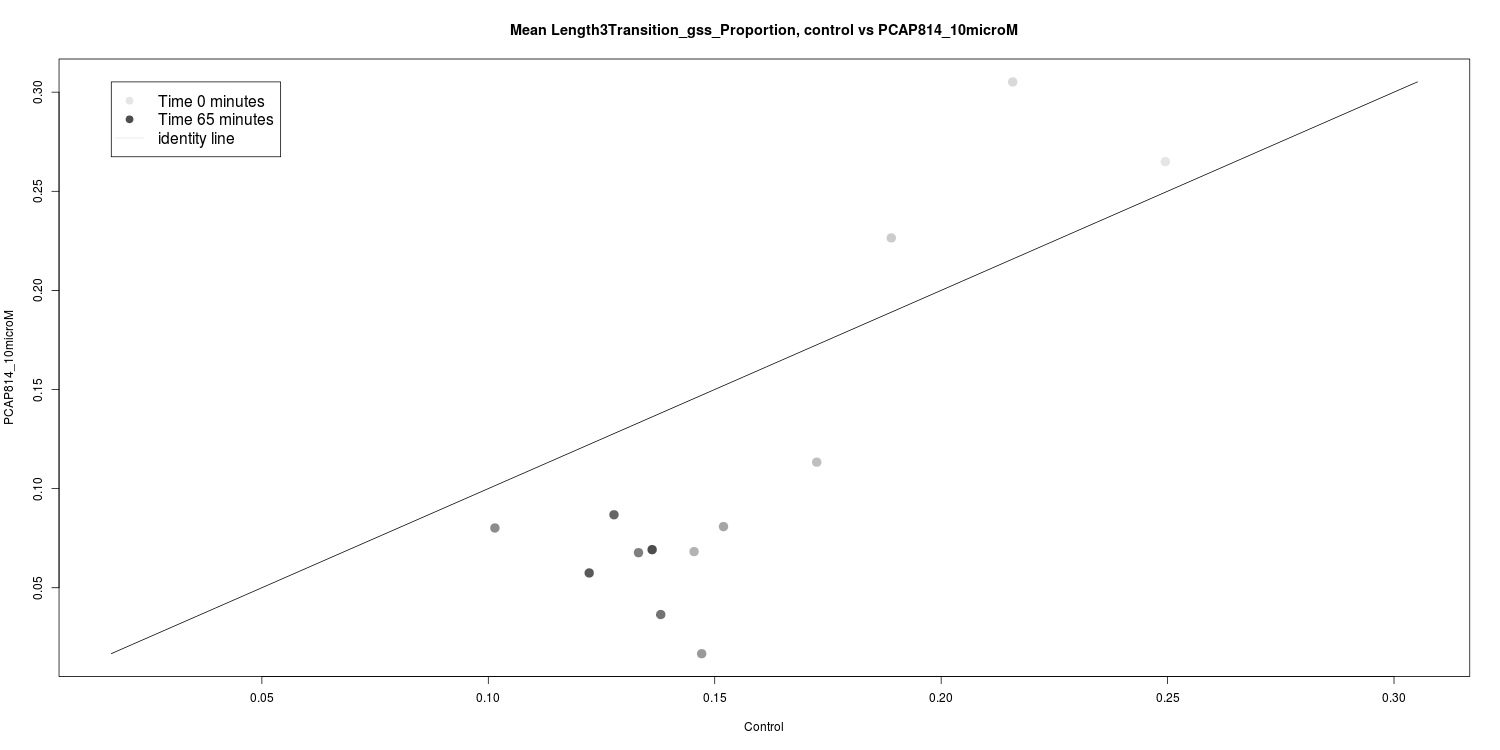 Mean Length3Transition_gss_Proportion, control vs PCAP814_10microM
Time 0 minutes
Time 65 minutes
identity line
PCAP814_10microM
0.30
0.25
0.20
0.15
0.10
0.05
0.05
0.10
0.15
0.20
0.25
0.30
Control